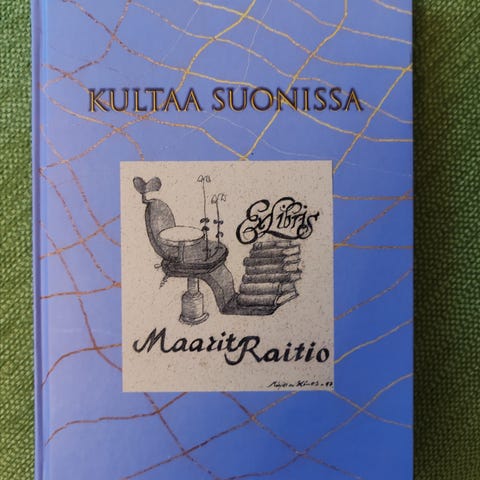 KULTAA SUONISSA
Ex Libris
Maarit Raitio